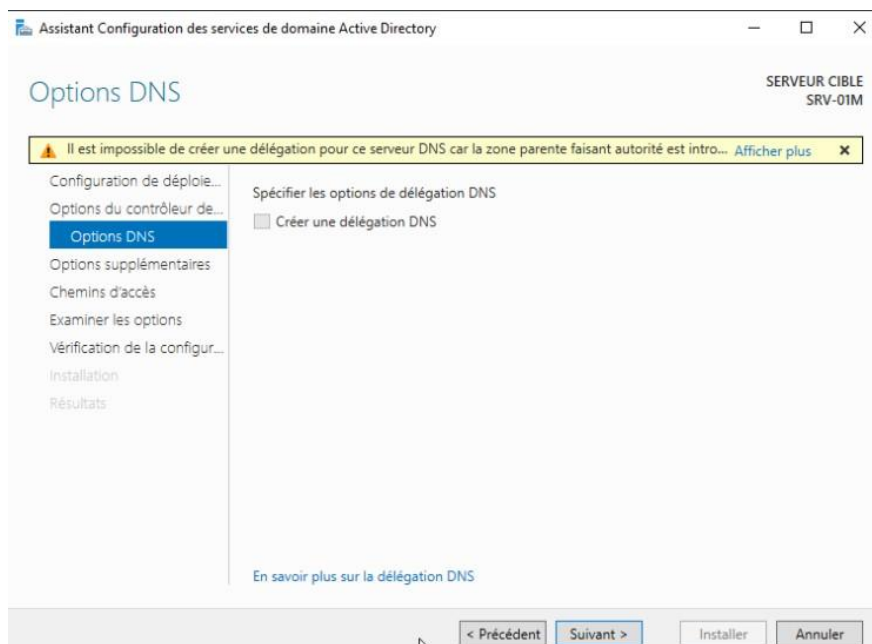 Assistant Configuration des services de domaine Active Directory
Options DNS
SERVEUR CIBLE
SRV-01M
Il est impossible de créer une délégation pour ce serveur DNS car la zone parente faisant autorité est intro... Afficher plus
Configuration de déploie...
Options du contrôleur de...
Options DNS
Options supplémentaires
Chemins d'accès
Examiner les options
Vérification de la configur...
Installation
Résultats
Spécifier les options de délégation DNS
Créer une délégation DNS
En savoir plus sur la délégation DNS
< Précédent Suivant > Installer Annuler